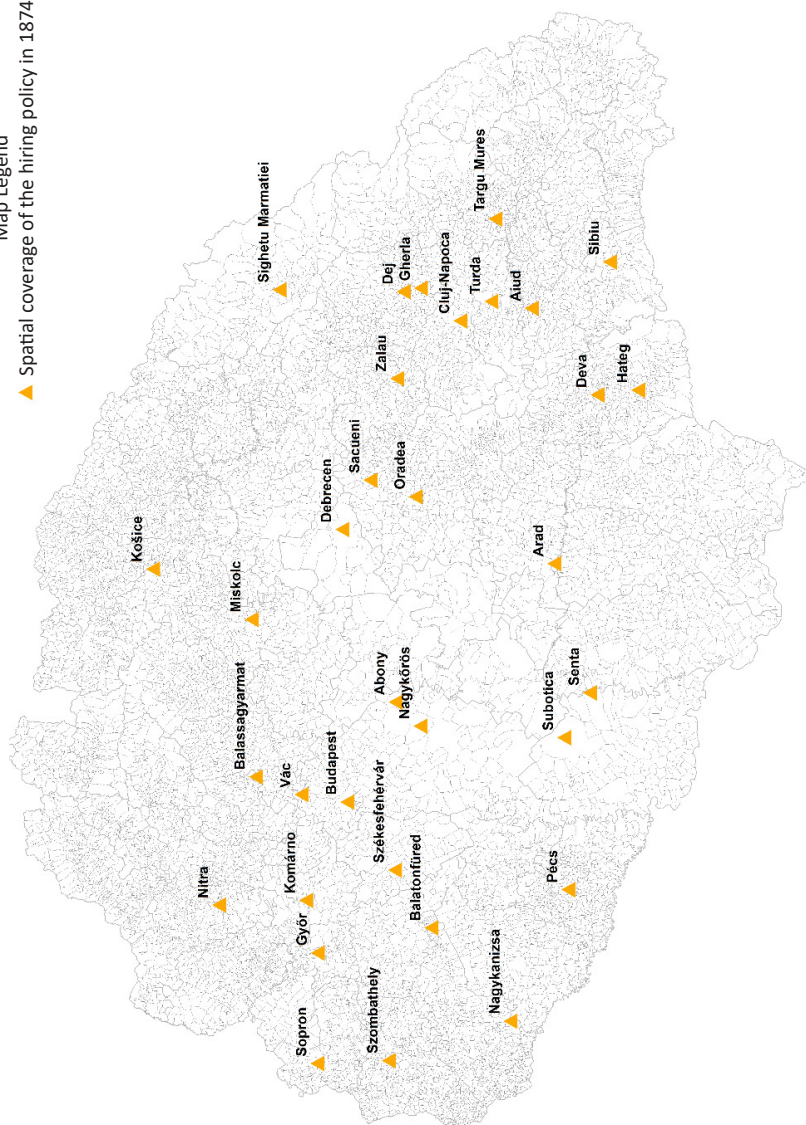 Map Legend
Spatial coverage of the hiring policy in 1874
Košice
Sighetu Marmatiei
Nitra
Balassagyarmat
Miskolc
Vác
Komárno
Győr
Sopron
Budapest
Debrecen
Sacueni
Zalau
Dej
Gherla
Szombathely
Székesfehérvár
Abony
Nagykőrös
Oradea
Balatonfüred
Cluj-Napoca
Turda
Targu Mures
Aiud
Nagykanizsa
Pécs
Subotica
Senta
Arad
Deva
Hateg
Sibiu